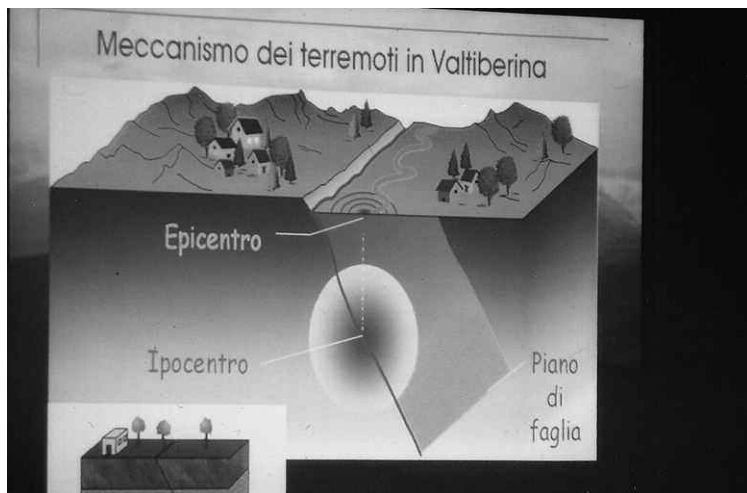 Meccanismo dei terremoti in Valtiberina
Epicentro
Ipocentro
Piano
di
faglia